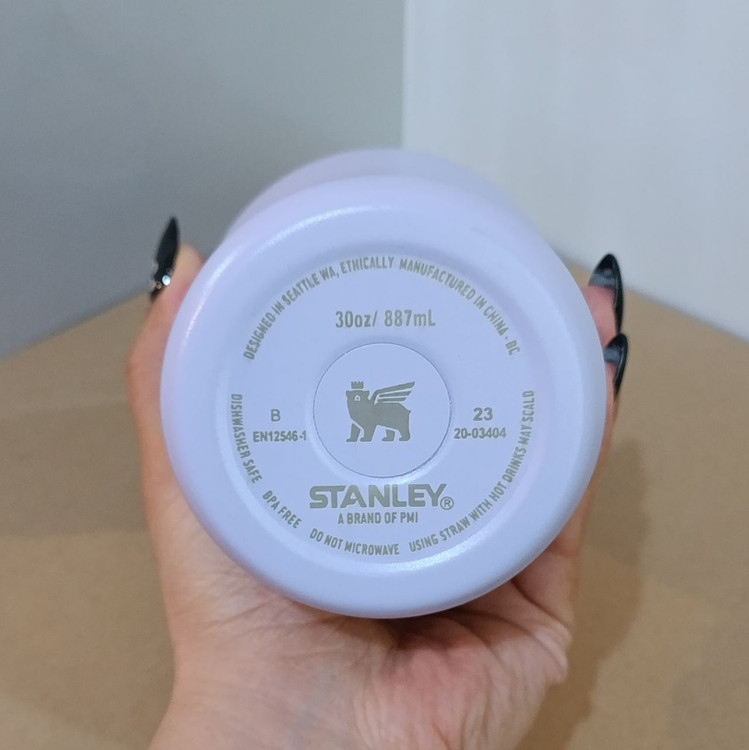 DESIGNED IN SEATTLE WA, ETHICALLY MANUFACTURED IN CHINA - BC
30oz/ 887mL
B
EN12546-1
23
20-03404
STANLEY®
A BRAND OF PMI
DISHWASHER SAFE BPA FREE DO NOT MICROWAVE USING STRAW WITH HOT DRINKS MAY SCALD